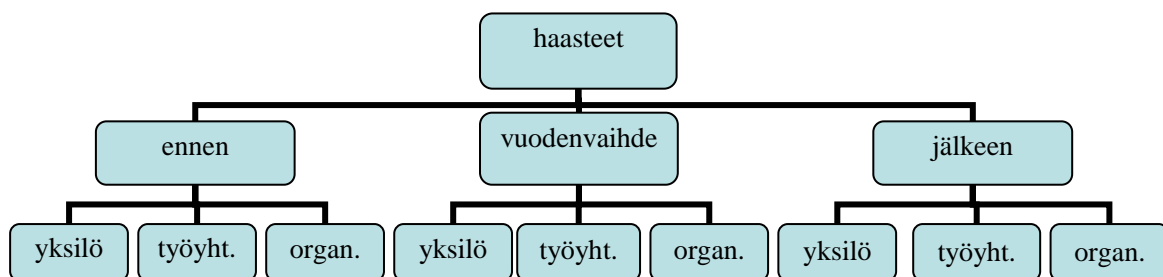 haasteet
ennen
vuodenvaihde
jälkeen
yksilö
työyht.
organ.
yksilö
työyht.
organ.
yksilö
työyht.
organ.